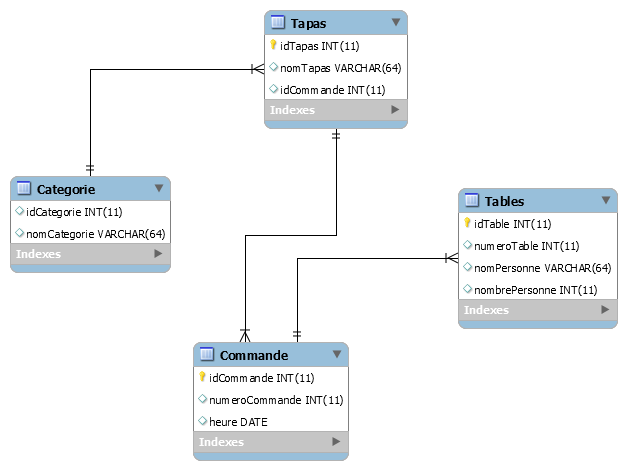 Tapas
idTapas INT(11)
nomTapas VARCHAR(64)
idCommande INT(11)
Indexes
Categorie
idCategorie INT(11)
nomCategorie VARCHAR(64)
Indexes
Tables
idTable INT(11)
numeroTable INT(11)
nomPersonne VARCHAR(64)
nombrePersonne INT(11)
Indexes
Commande
idCommande INT(11)
numeroCommande INT(11)
heure DATE
Indexes